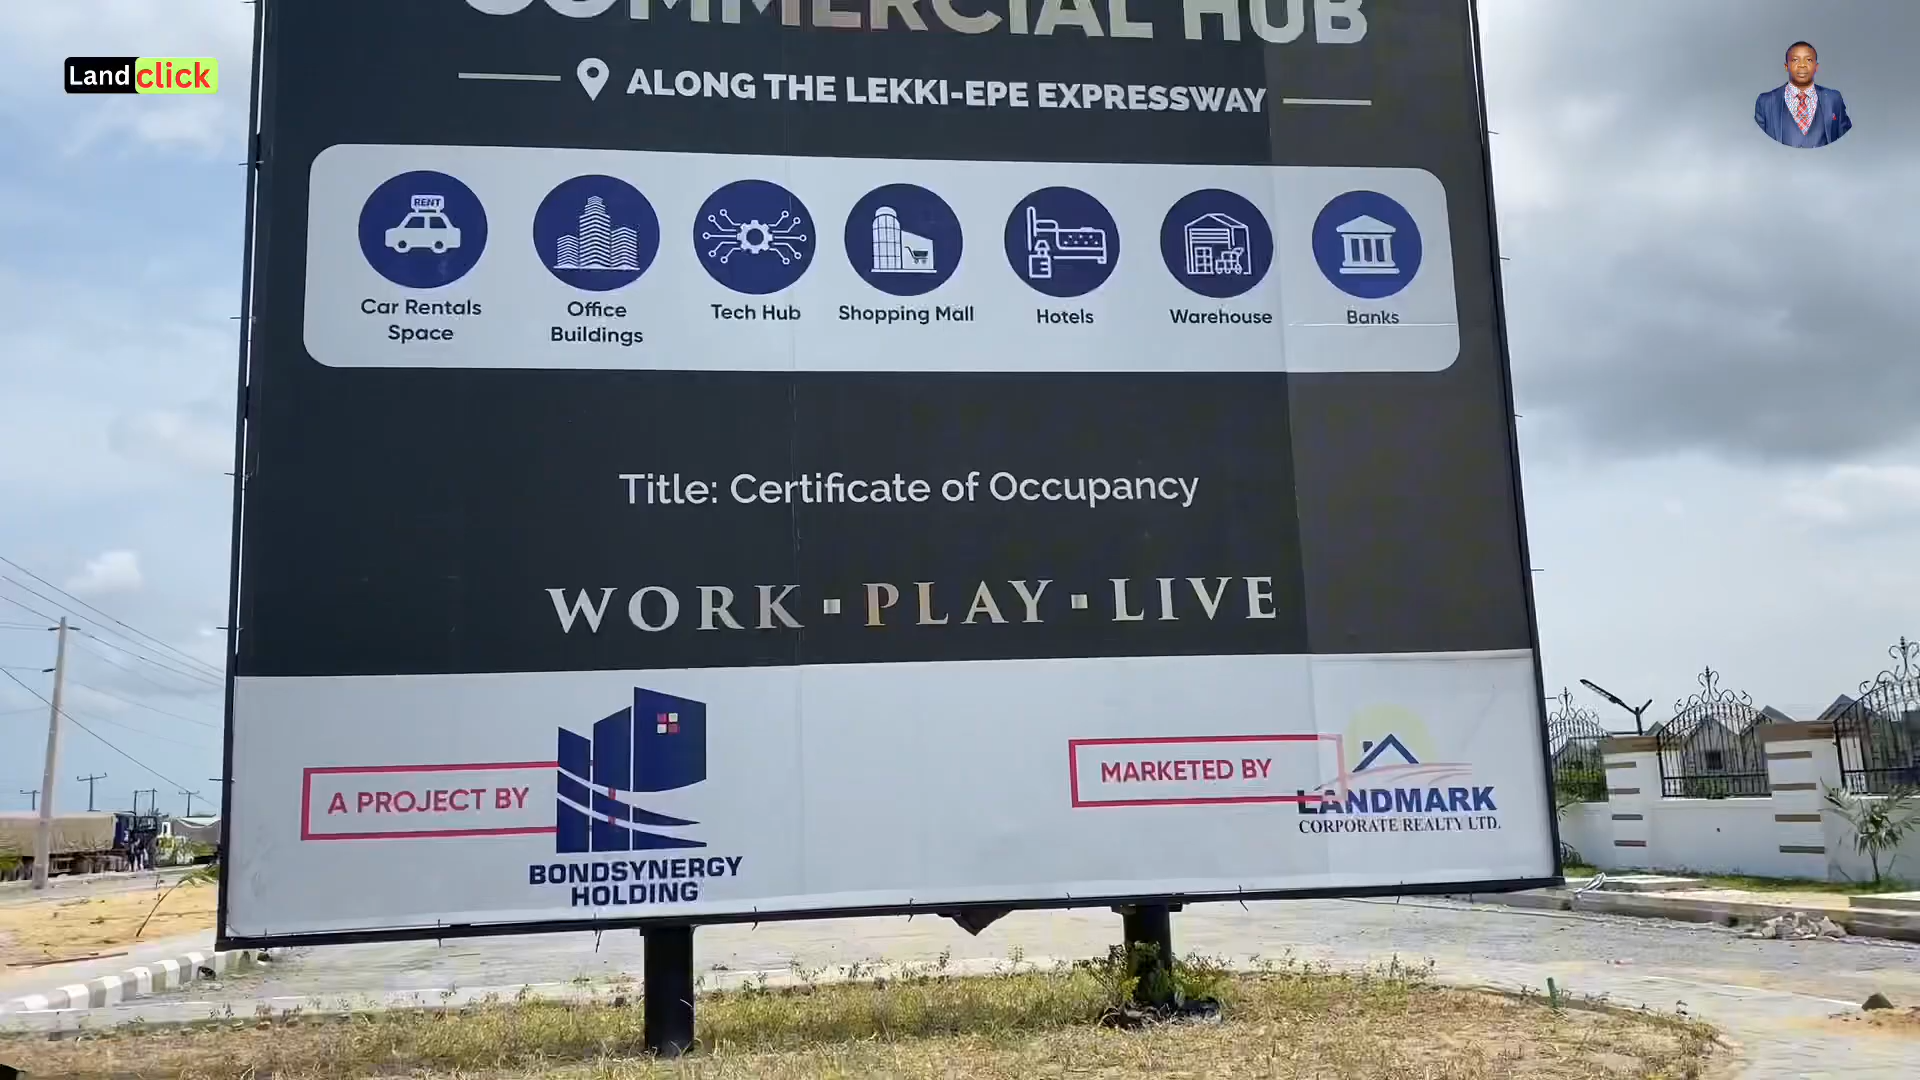 COMMERCIAL HUB
Land click
ALONG THE LEKKI-EPE EXPRESSWAY
RENT
Car Rentals
Space
Office
Buildings
Tech Hub
Shopping Mall
Hotels
Warehouse
Banks
Title: Certificate of Occupancy
WORK ▪ PLAY ▪ LIVE
A PROJECT BY
BONDSYNERGY
HOLDING
MARKETED BY
LANDMARK
CORPORATE REALTY LTD.